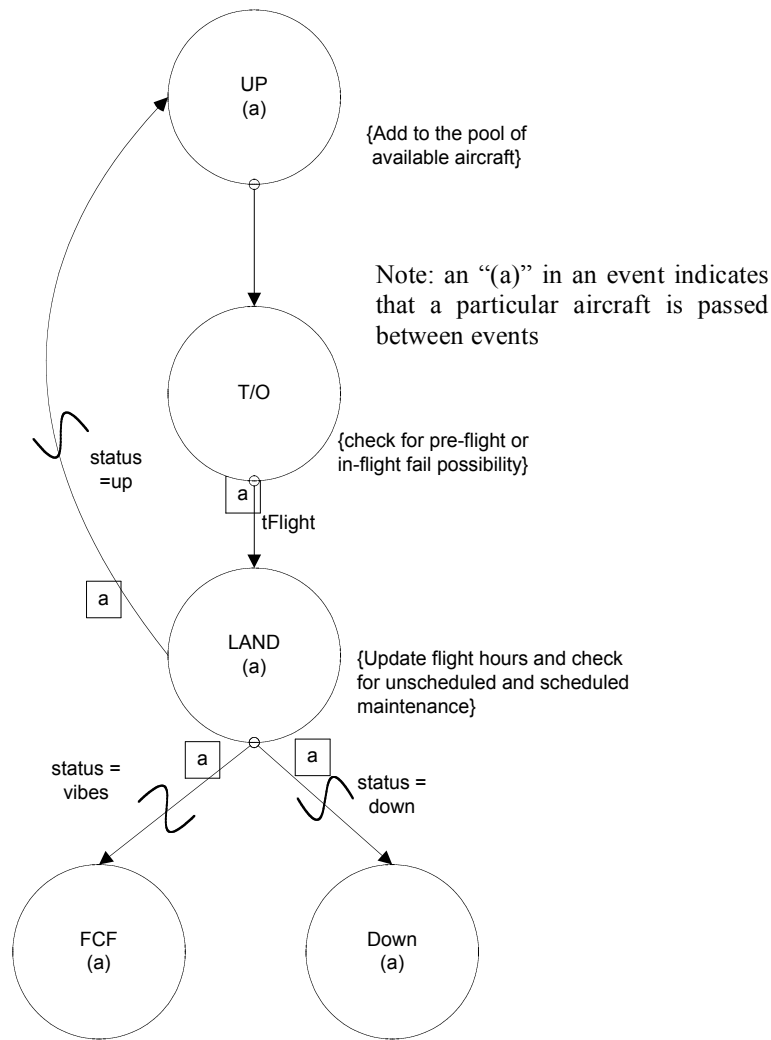 UP
(a)
{Add to the pool of
available aircraft}
Note: an “(a)” in an event indicates
that a particular aircraft is passed
between events
T/O
{check for pre-flight or
in-flight fail possibility}
status
=up
a
tFlight
a
LAND
(a)
{Update flight hours and check
for unscheduled and scheduled
maintenance}
a
a
status =
vibes
status =
down
FCF
(a)
Down
(a)